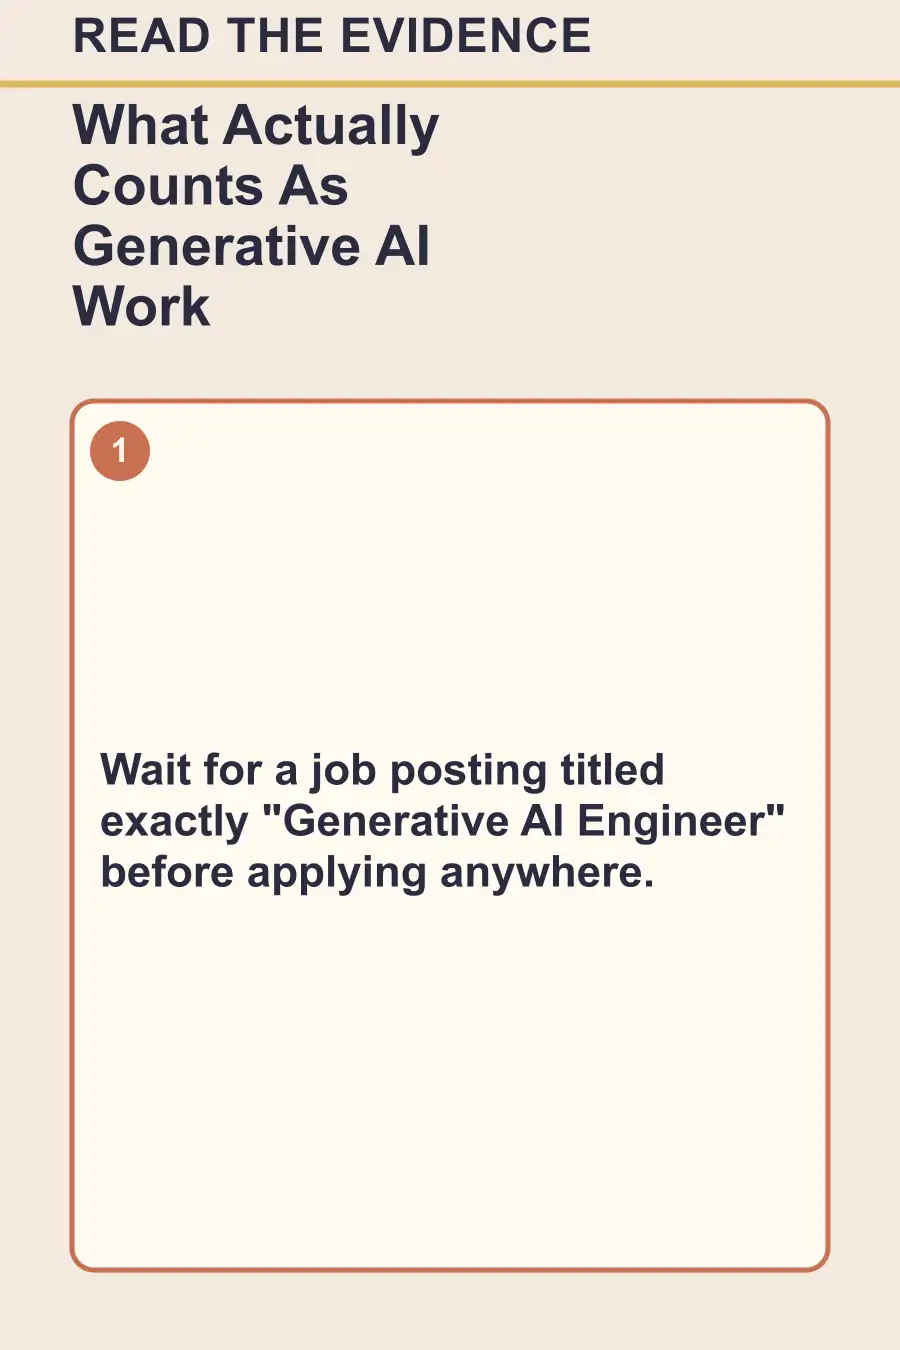 READ THE EVIDENCE
What Actually
Counts As
Generative AI
Work
1
Wait for a job posting titled
exactly "Generative AI Engineer"
before applying anywhere.